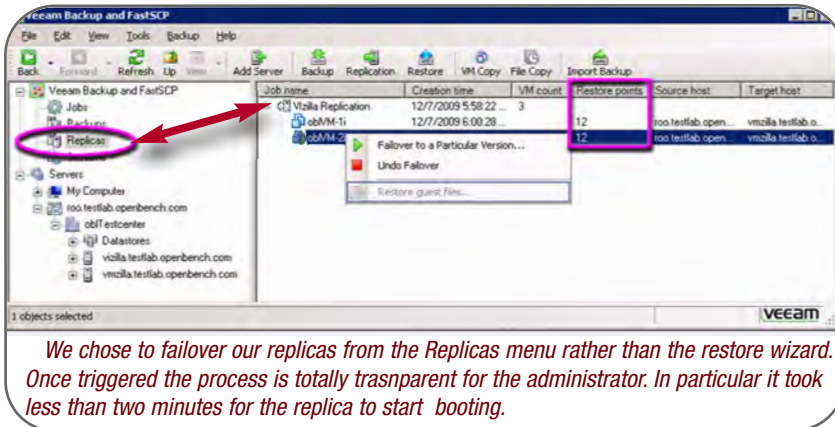 Veeam Backup and FastSCP
File Edit View Tools Backup Help
Back Forward Refresh Up View Add Server Backup Replication Restore VM Copy File Copy Import Backup
Veeam Backup and FastSCP
Jobs
Backups
Replicas
Servers
My Computer
roo.testlab.openbench.com
oblTestcenter
Datastores
vizilla.testlab.openbench.com
vmzilla.testlab.openbench.com
Job name Creation time VM count Restore points Source host Target host
VIzilla Replication 12/7/2009 5:58:22 ... 3
oblVM-1i 12/7/2009 6:00:28 ... 12 roo.testlab.open... vmzilla.testlab.o...
oblVM-2 12 roo.testlab.open... vmzilla.testlab.o...
Failover to a Particular Version...
Undo Failover
Restore guest files...
1 objects selected
veeam
We chose to failover our replicas from the Replicas menu rather than the restore wizard.
Once triggered the process is totally trasnparent for the administrator. In particular it took
less than two minutes for the replica to start booting.